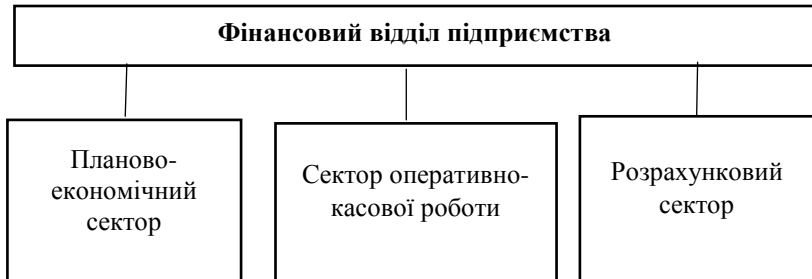 Фінансовий відділ підприємства
Планово-
економічний
сектор
Сектор оперативно-
касової роботи
Розрахунковий
сектор